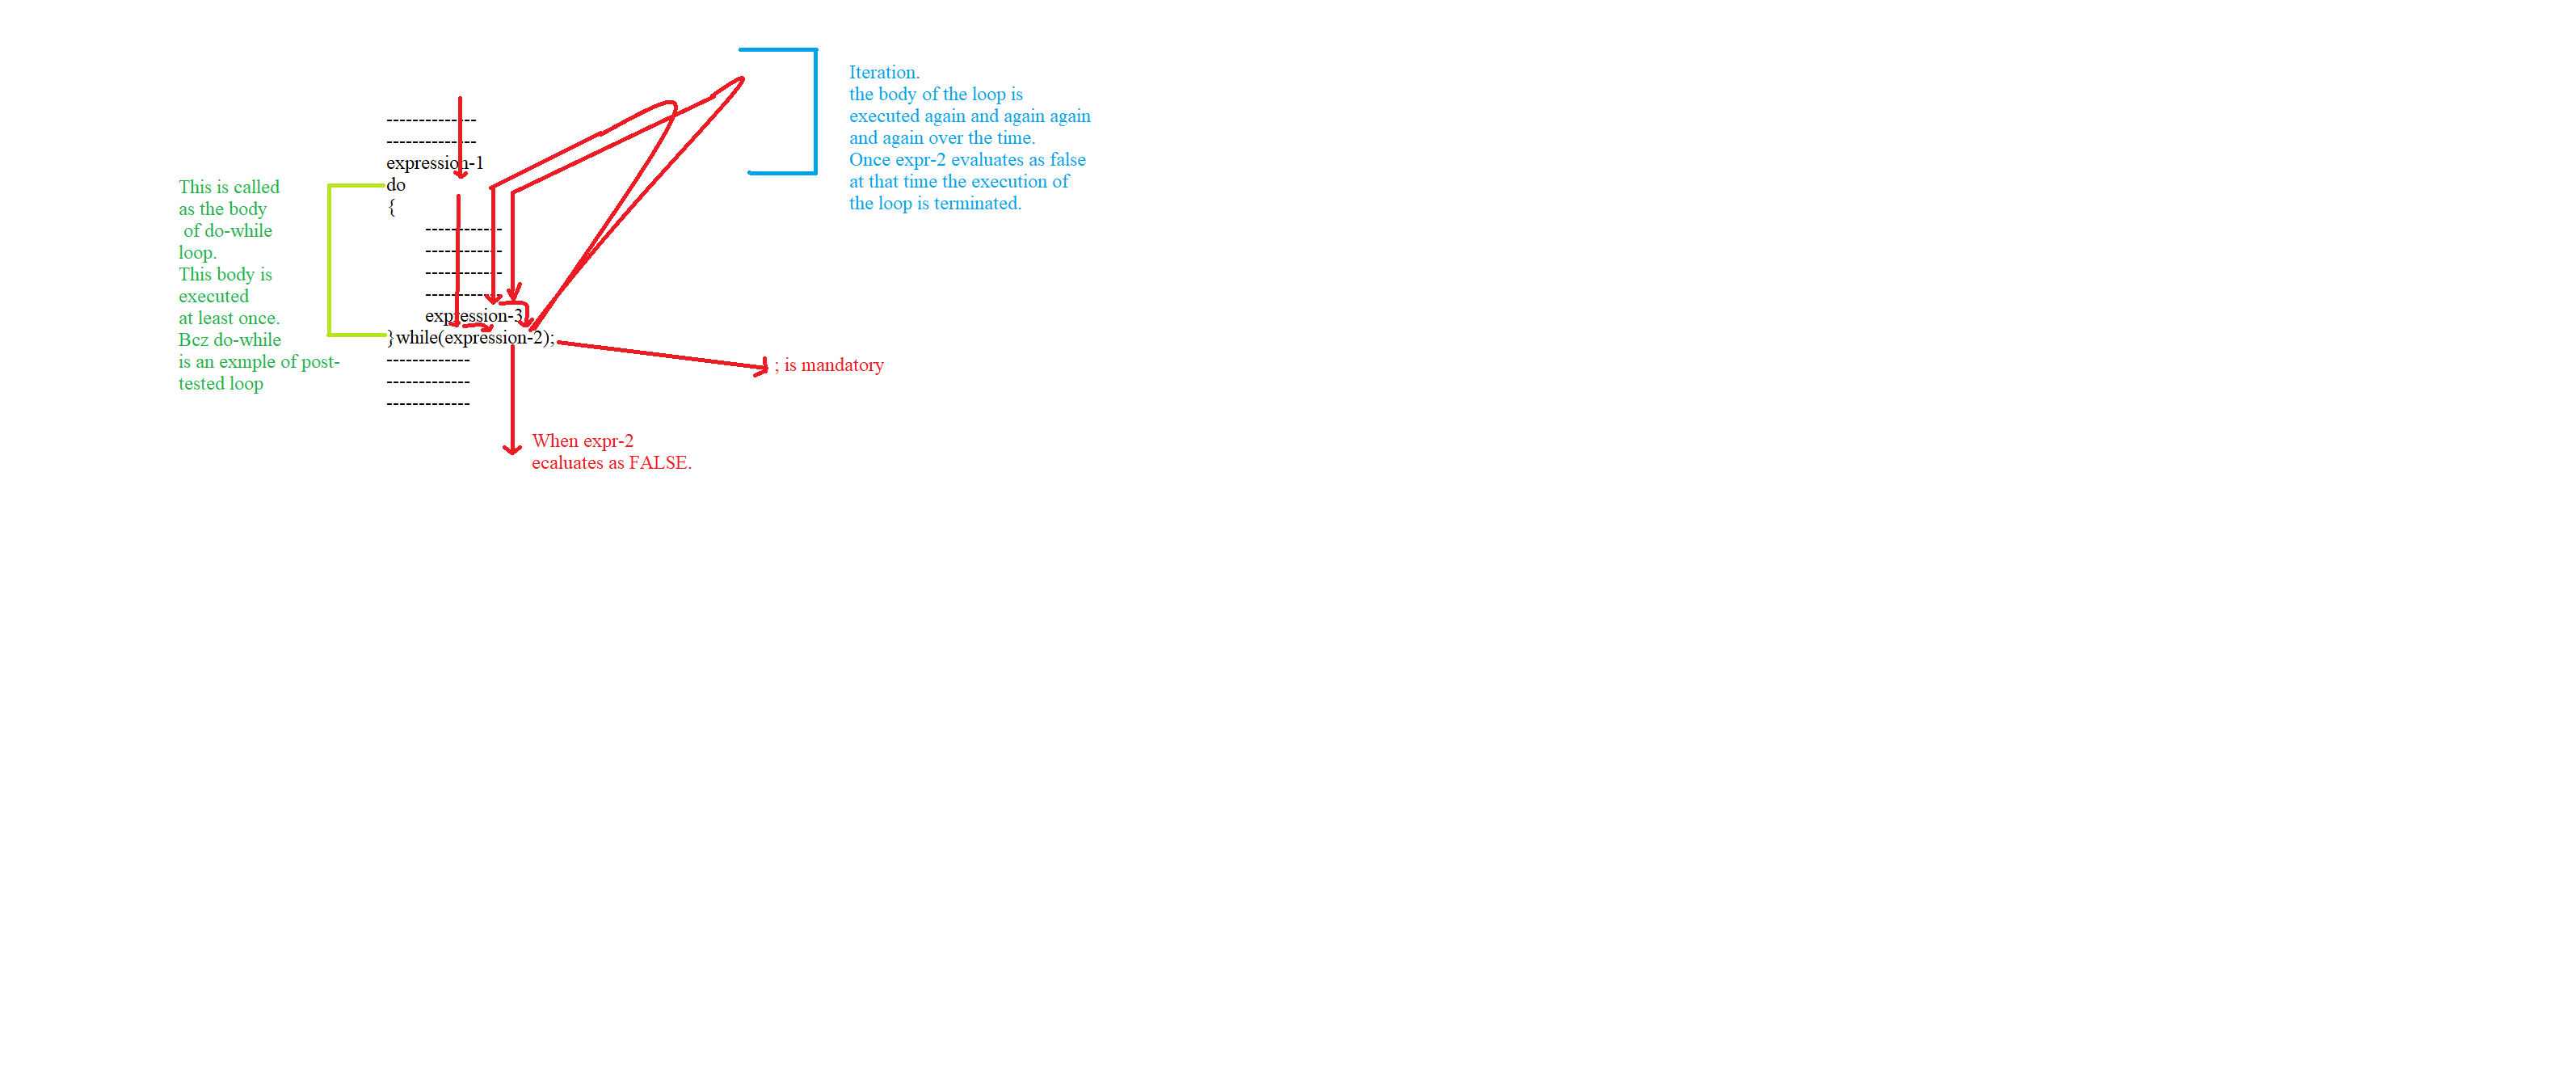 --------------
--------------
expression-1
do
{
------------
------------
------------
------------
expression-3
}while(expression-2);
-------------
-------------
-------------
This is called
as the body
of do-while
loop.
This body is
executed
at least once.
Bcz do-while
is an exmple of post-
tested loop
Iteration.
the body of the loop is
executed again and again again
and again over the time.
Once expr-2 evaluates as false
at that time the execution of
the loop is terminated.
; is mandatory
When expr-2
ecaluates as FALSE.